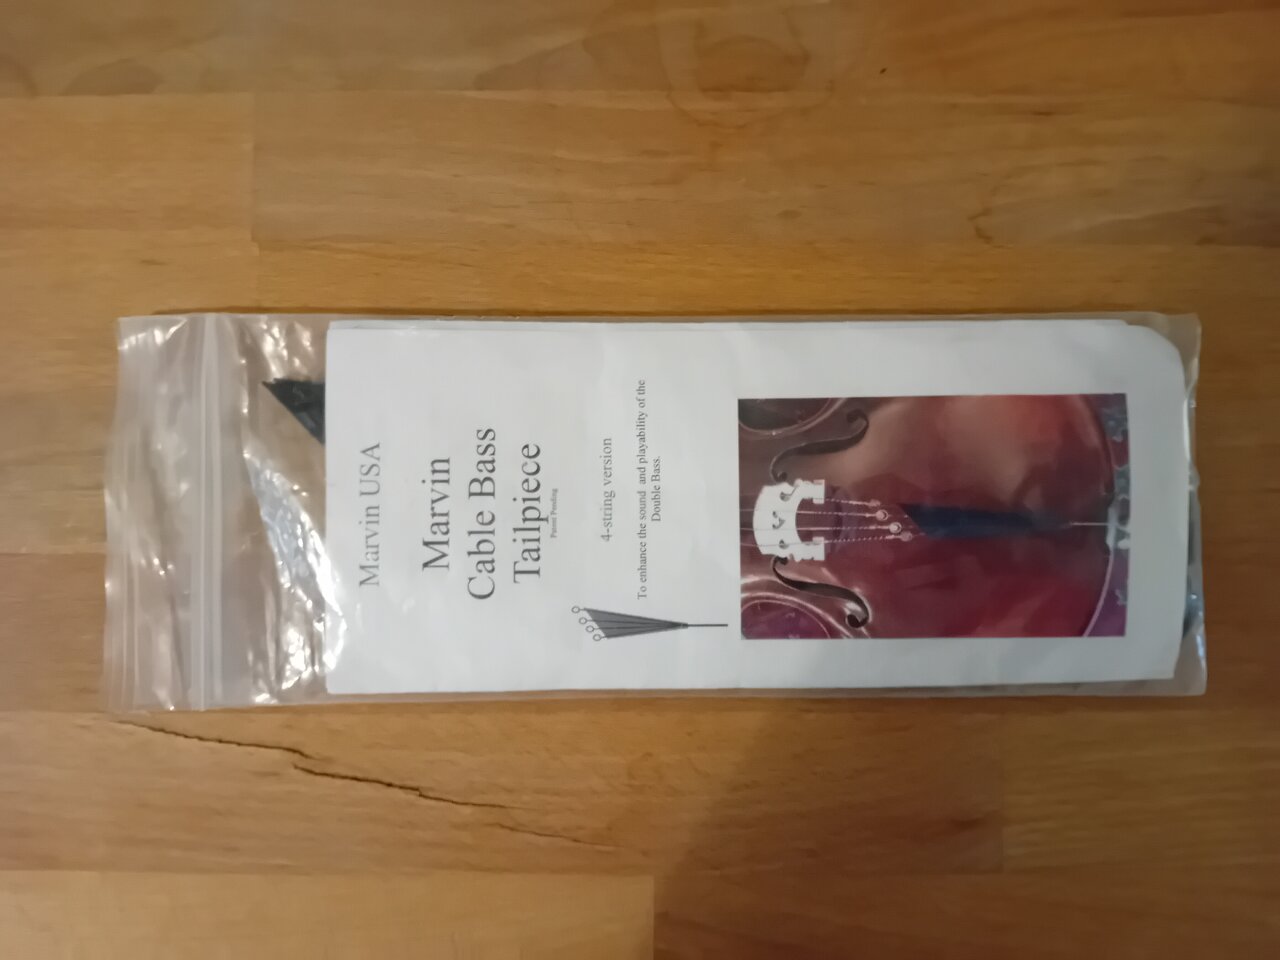 Marvin USA
Marvin
Cable Bass
Tailpiece
Patent Pending
4-string version
To enhance the sound and playability of the
Double Bass.